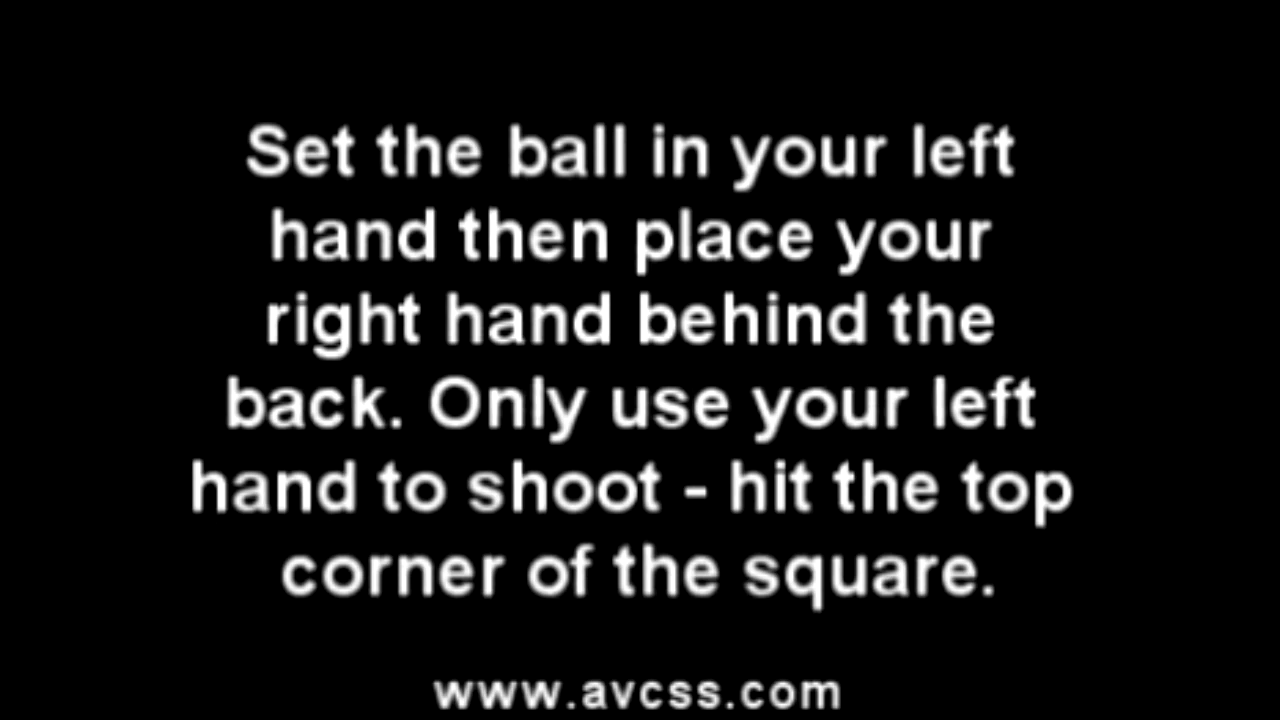 Set the ball in your left
hand then place your
right hand behind the
back. Only use your left
hand to shoot - hit the top
corner of the square.
www.avcss.com